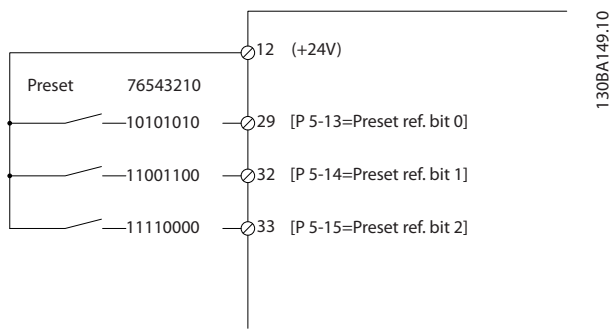 12 (+24V)
Preset 76543210
10101010 29 [P 5-13=Preset ref. bit 0]
11001100 32 [P 5-14=Preset ref. bit 1]
11110000 33 [P 5-15=Preset ref. bit 2]
130BA149.10